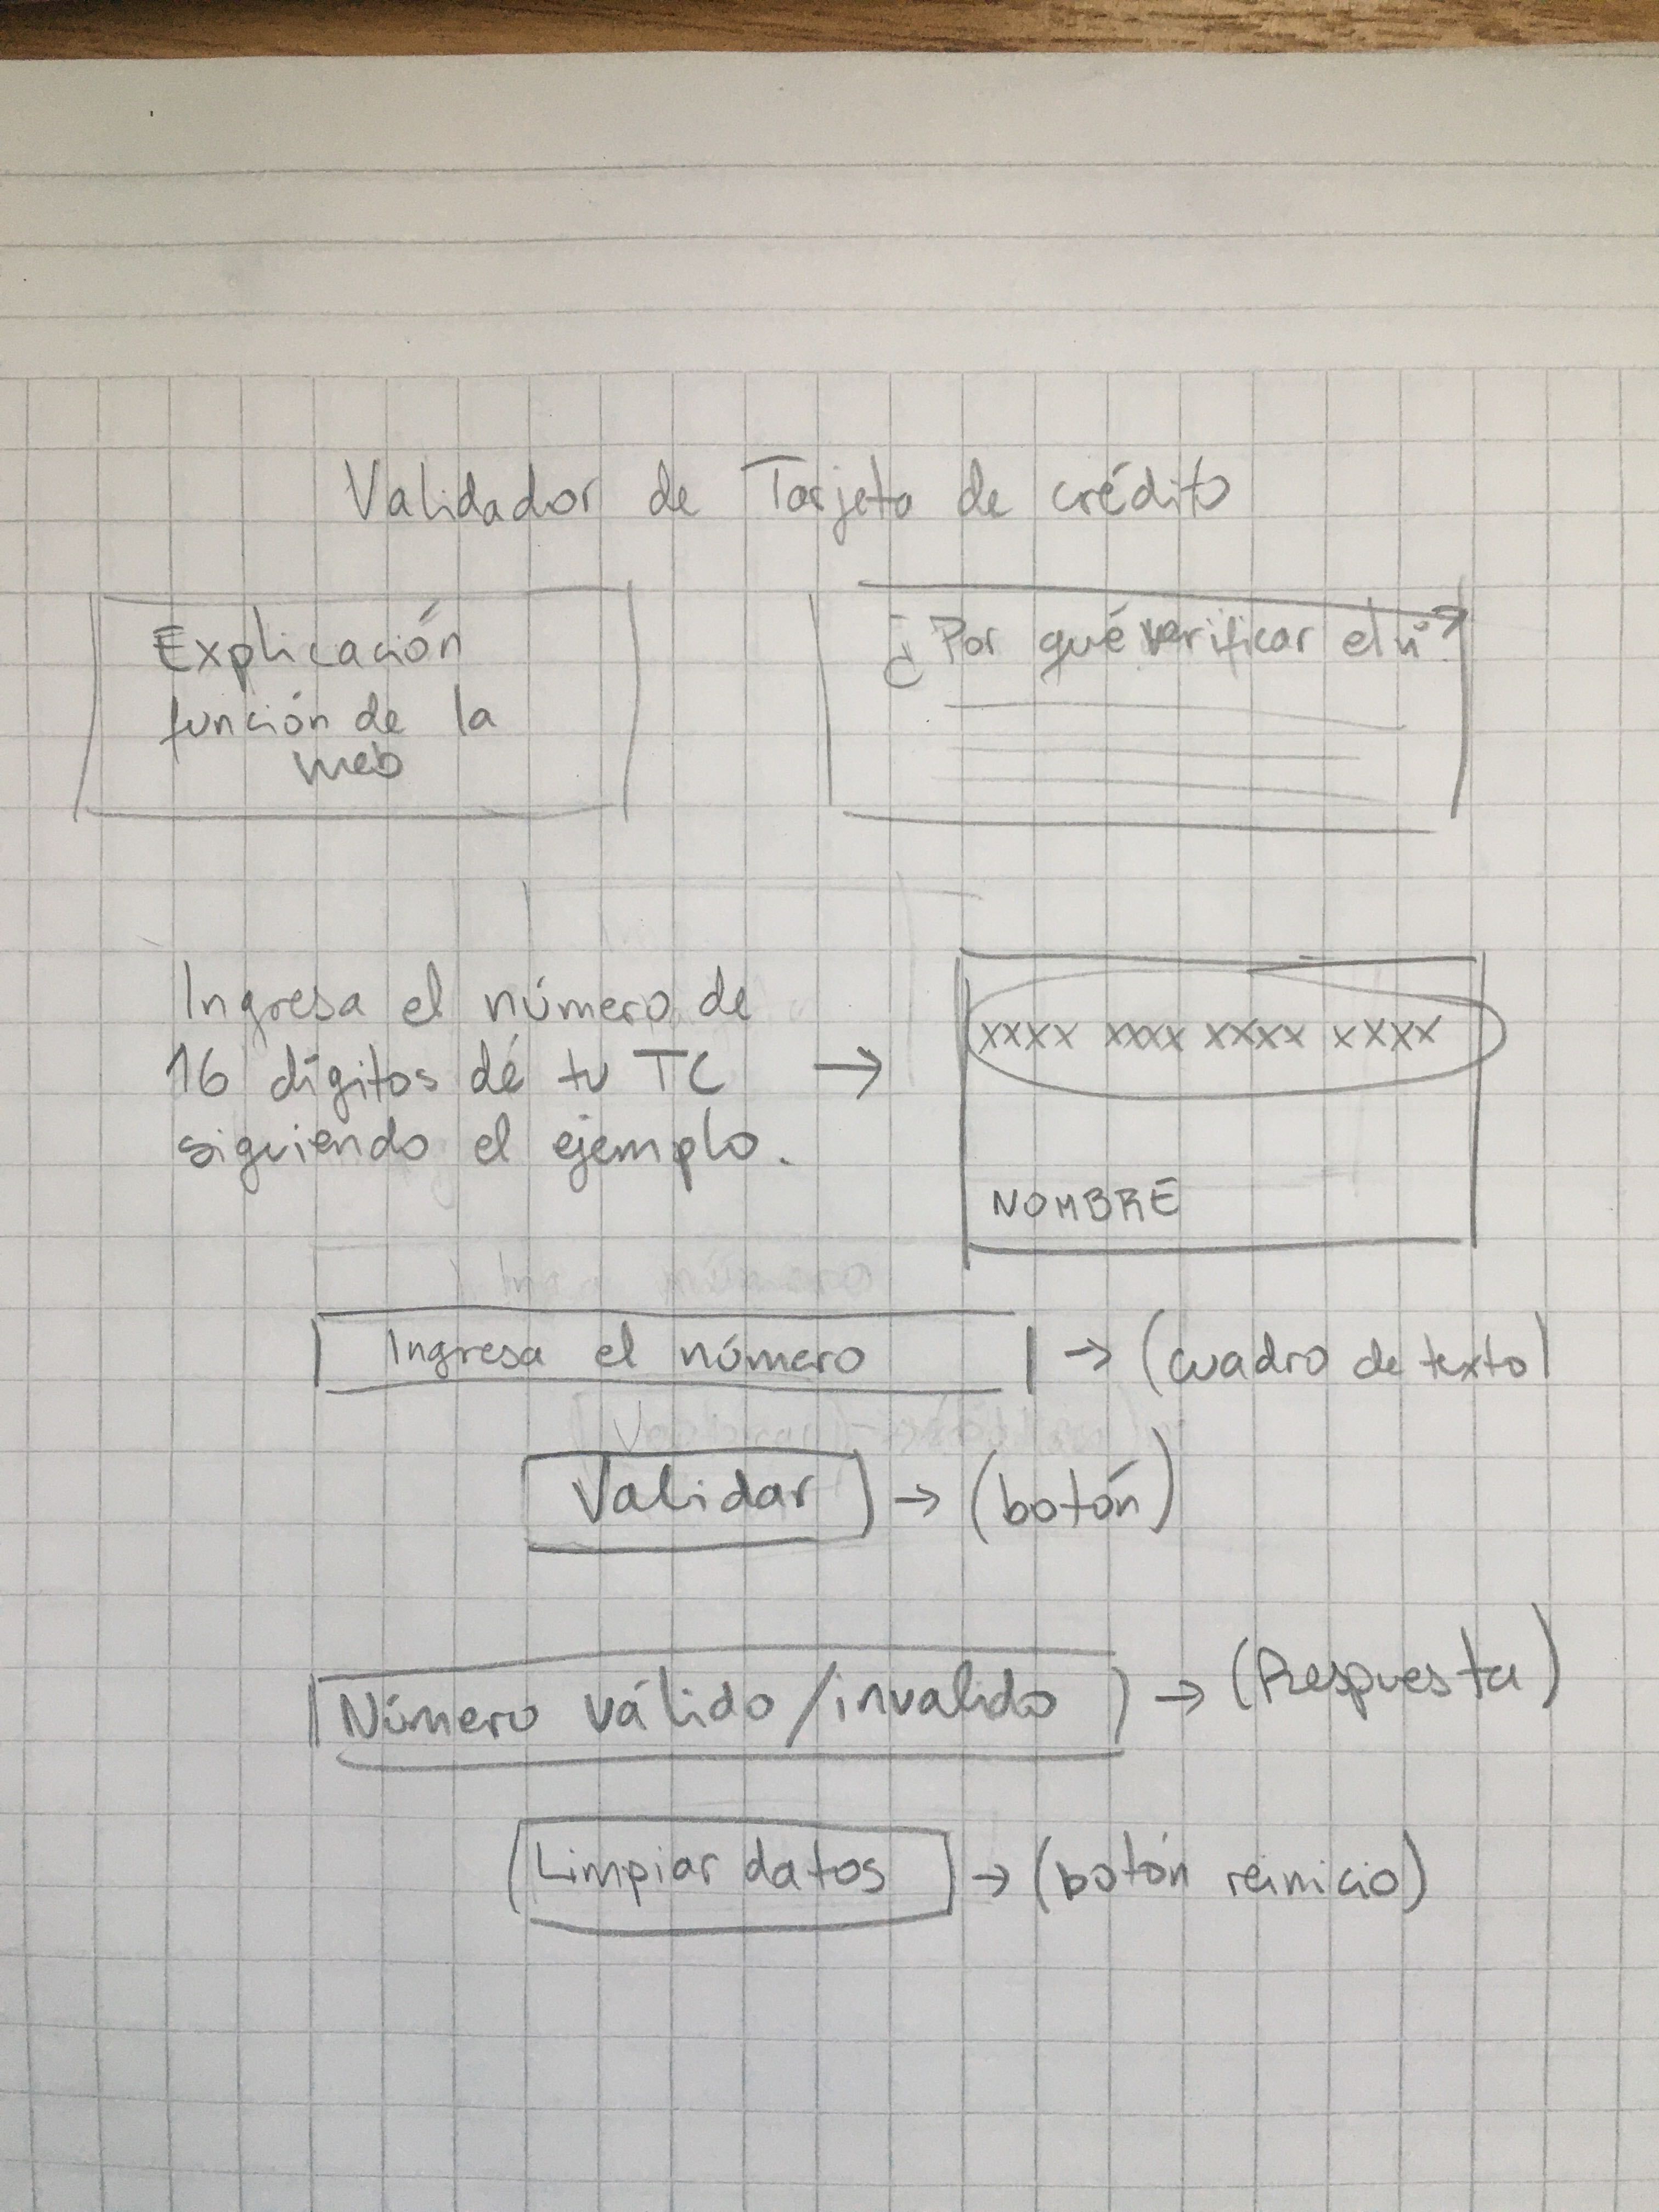 Validador de Tarjeta de crédito
Explicación
función de la
web
¿Por qué verificar el n°?
Ingresa el número de
16 dígitos de tu TC
siguiendo el ejemplo.
→
xxxx xxxx xxxx xxxx
NOMBRE
Ingresa el número → (cuadro de texto)
Validar → (botón)
Número válido/invalido → (Respuesta)
Limpiar datos → (botón reinicio)